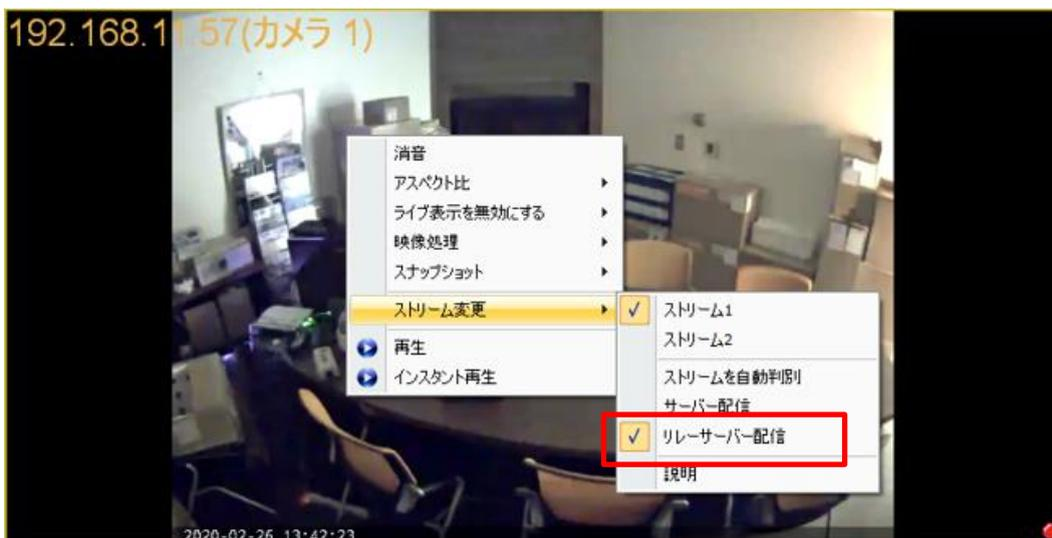 192.168.11.57(カメラ 1)
消音
アスペクト比
ライブ表示を無効にする
映像処理
スナップショット
ストリーム変更
再生
インスタント再生
ストリーム1
ストリーム2
ストリームを自動判別
サーバー配信
リレーサーバー配信
説明
2020-02-26 13:42:23